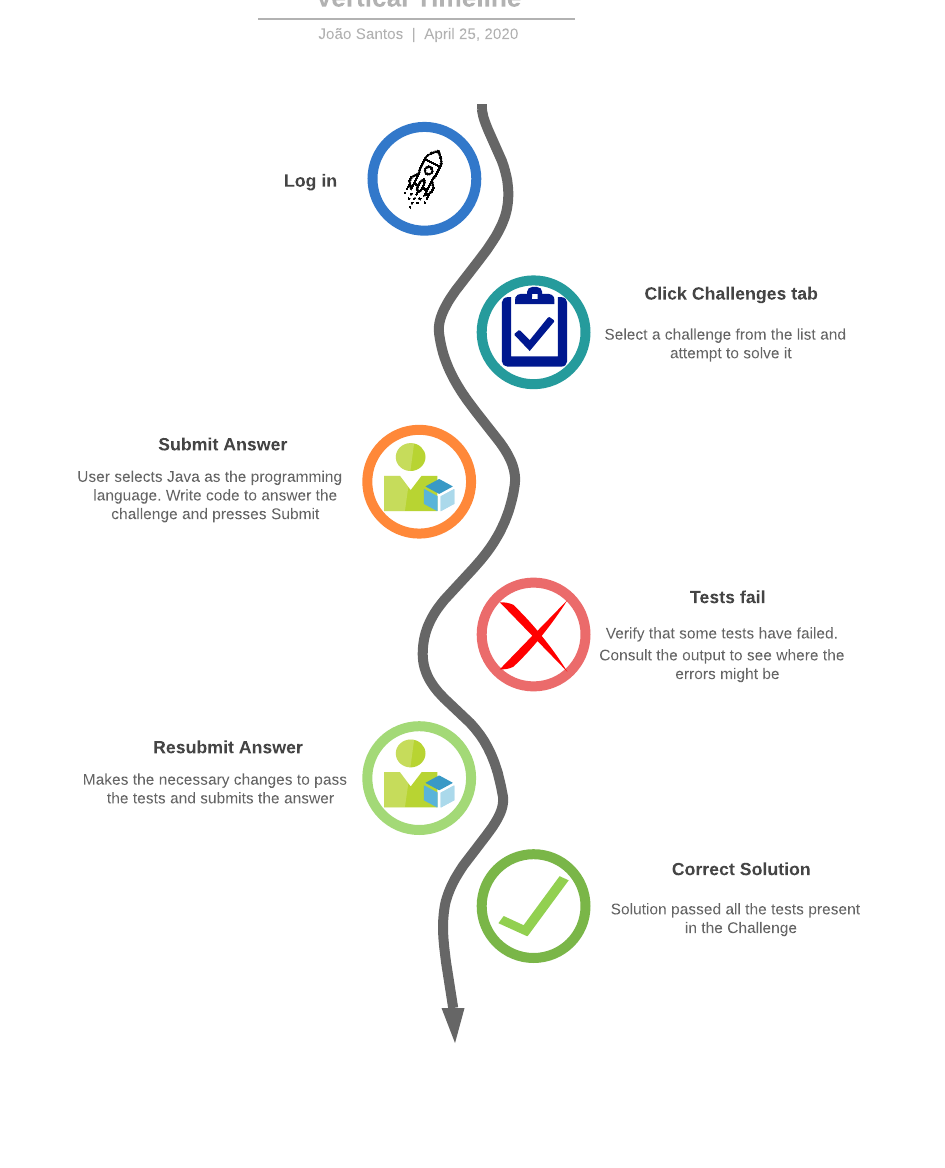 Vertical Timeline
João Santos | April 25, 2020
Log in
Click Challenges tab
Select a challenge from the list and
attempt to solve it
Submit Answer
User selects Java as the programming
language. Write code to answer the
challenge and presses Submit
Tests fail
Verify that some tests have failed.
Consult the output to see where the
errors might be
Resubmit Answer
Makes the necessary changes to pass
the tests and submits the answer
Correct Solution
Solution passed all the tests present
in the Challenge